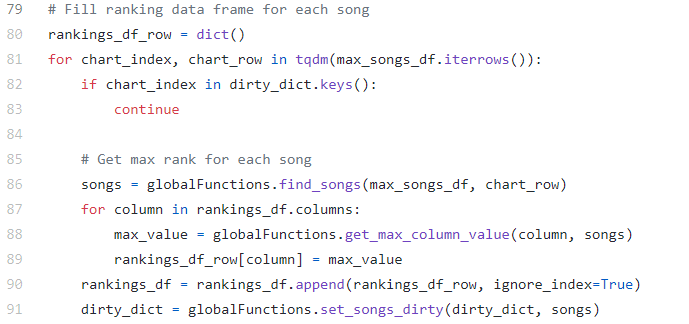 79 # Fill ranking data frame for each song
80 rankings_df_row = dict()
81 for chart_index, chart_row in tqdm(max_songs_df.iterrows()):
82     if chart_index in dirty_dict.keys():
83         continue
84
85     # Get max rank for each song
86     songs = globalFunctions.find_songs(max_songs_df, chart_row)
87     for column in rankings_df.columns:
88         max_value = globalFunctions.get_max_column_value(column, songs)
89         rankings_df_row[column] = max_value
90     rankings_df = rankings_df.append(rankings_df_row, ignore_index=True)
91     dirty_dict = globalFunctions.set_songs_dirty(dirty_dict, songs)